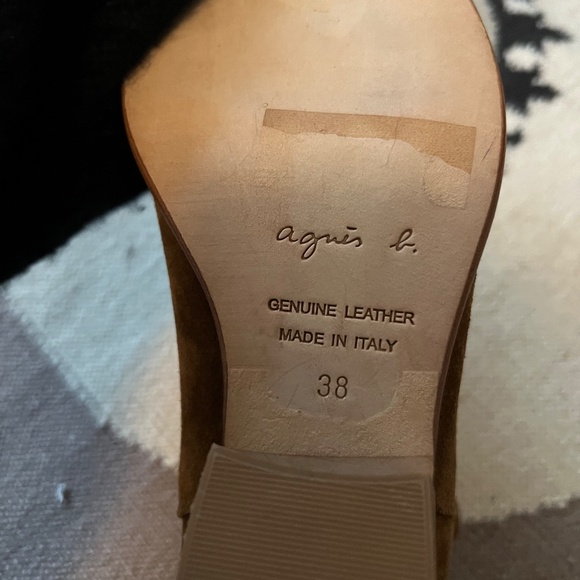 agnès b.
GENUINE LEATHER
MADE IN ITALY
38